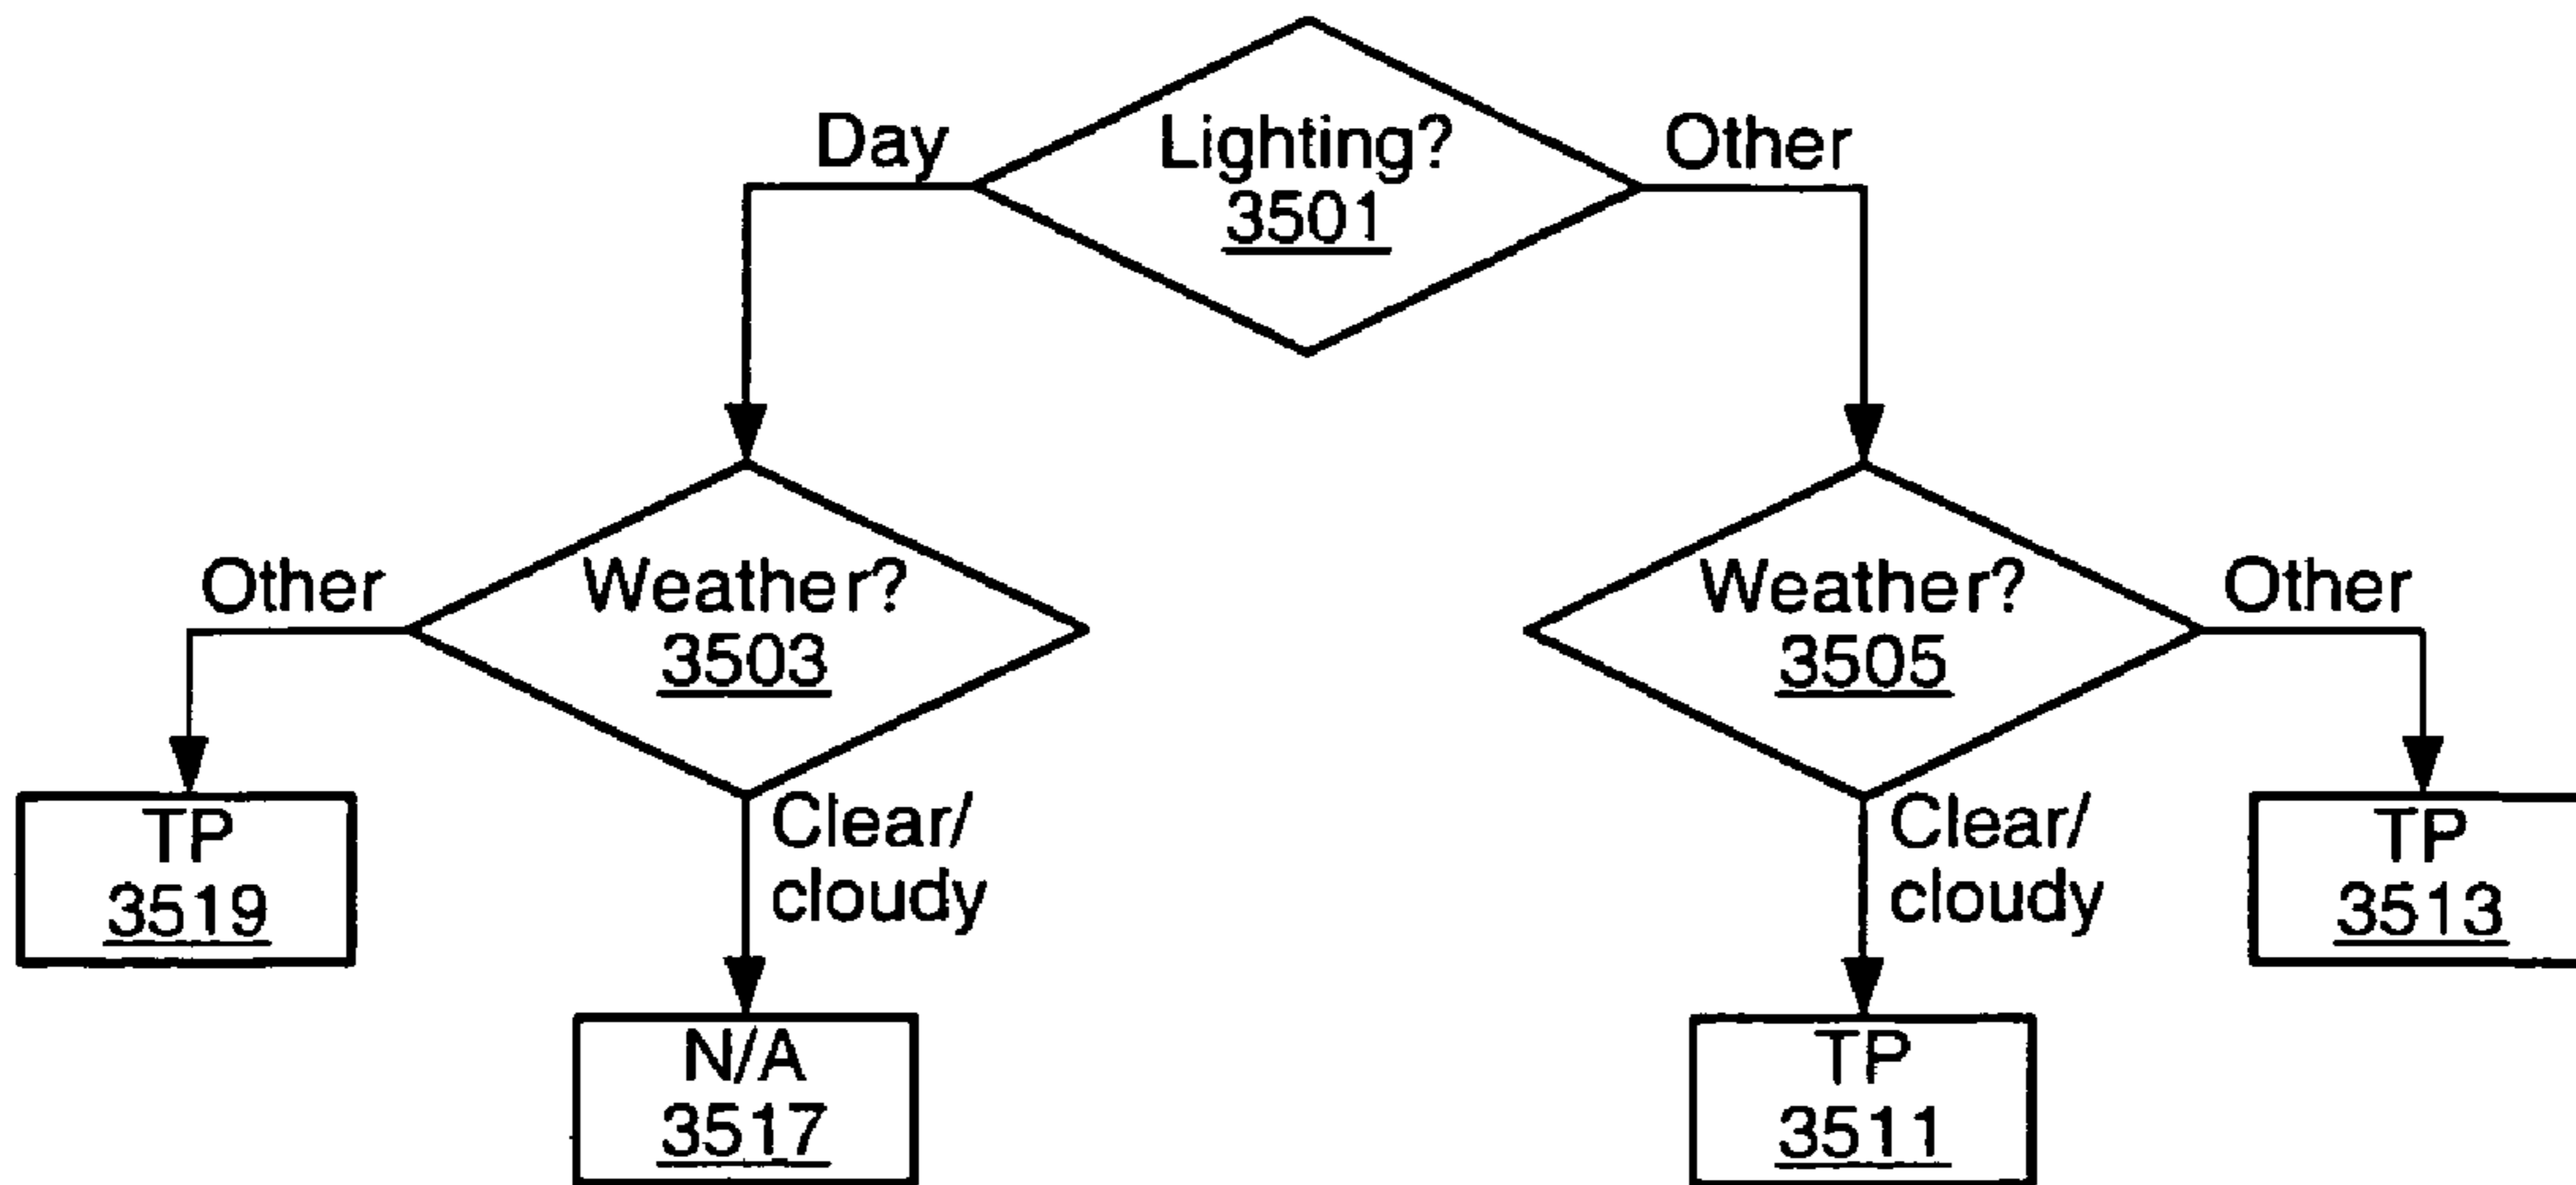 Day
Lighting?
3501
Other
Other
Weather?
3503
Weather?
3505
Other
TP
3519
Clear/
cloudy
Clear/
cloudy
TP
3513
N/A
3517
TP
3511